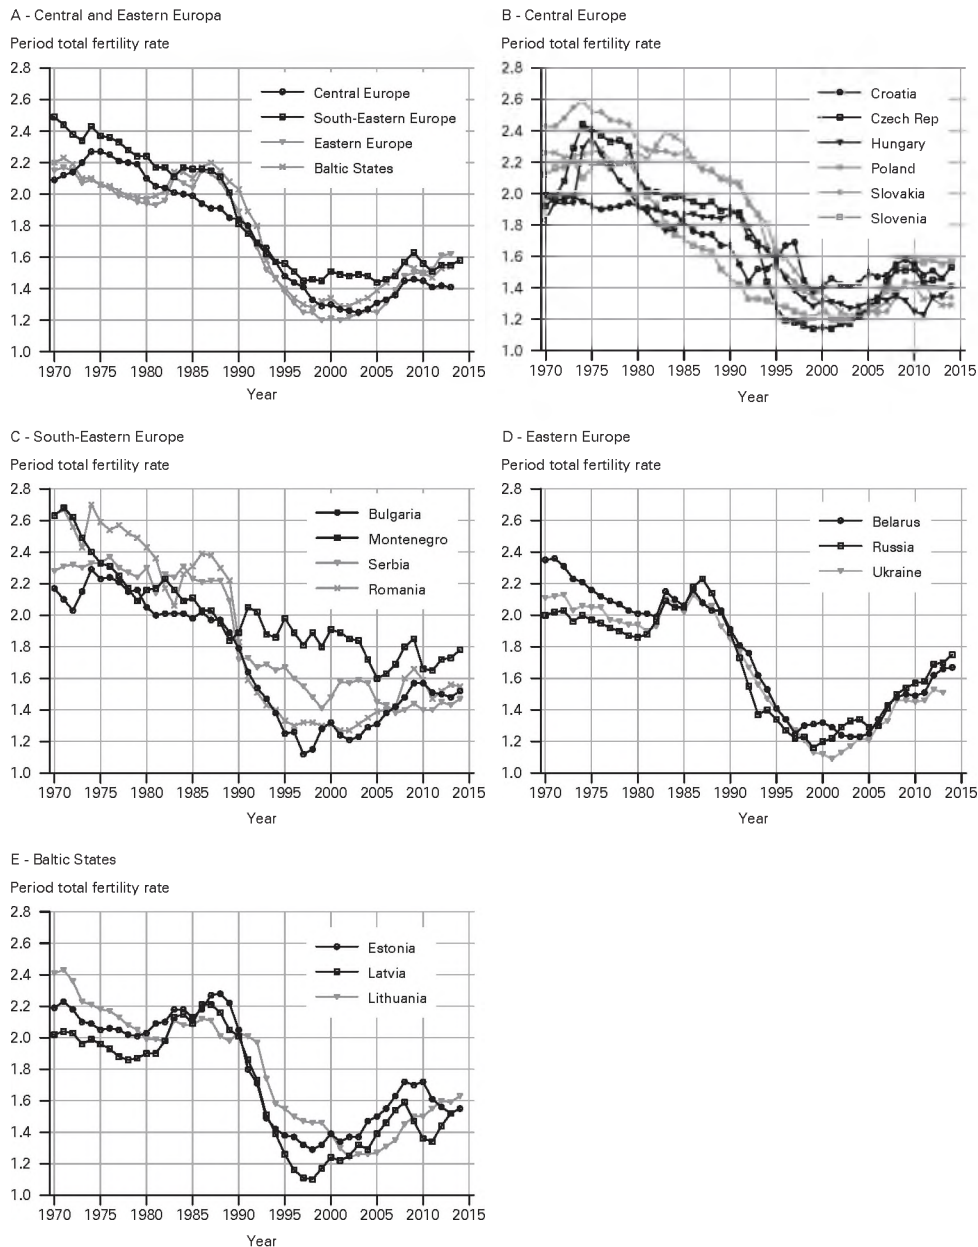 A - Central and Eastern Europa
Period total fertility rate
2.8
2.6
2.4
2.2
2.0
1.8
1.6
1.4
1.2
1.0
Central Europe
South-Eastern Europe
Eastern Europe
Baltic States
1970 1975 1980 1985 1990 1995 2000 2005 2010 2015
Year
B - Central Europe
Period total fertility rate
2.8
2.6
2.4
2.2
2.0
1.8
1.6
1.4
1.2
1.0
Croatia
Czech Rep
Hungary
Poland
Slovakia
Slovenia
1970 1975 1980 1985 1990 1995 2000 2005 2010 2015
Year
C - South-Eastern Europe
Period total fertility rate
2.8
2.6
2.4
2.2
2.0
1.8
1.6
1.4
1.2
1.0
Bulgaria
Montenegro
Serbia
Romania
1970 1975 1980 1985 1990 1995 2000 2005 2010 2015
Year
D - Eastern Europe
Period total fertility rate
2.8
2.6
2.4
2.2
2.0
1.8
1.6
1.4
1.2
1.0
Belarus
Russia
Ukraine
1970 1975 1980 1985 1990 1995 2000 2005 2010 2015
Year
E - Baltic States
Period total fertility rate
2.8
2.6
2.4
2.2
2.0
1.8
1.6
1.4
1.2
1.0
Estonia
Latvia
Lithuania
1970 1975 1980 1985 1990 1995 2000 2005 2010 2015
Year